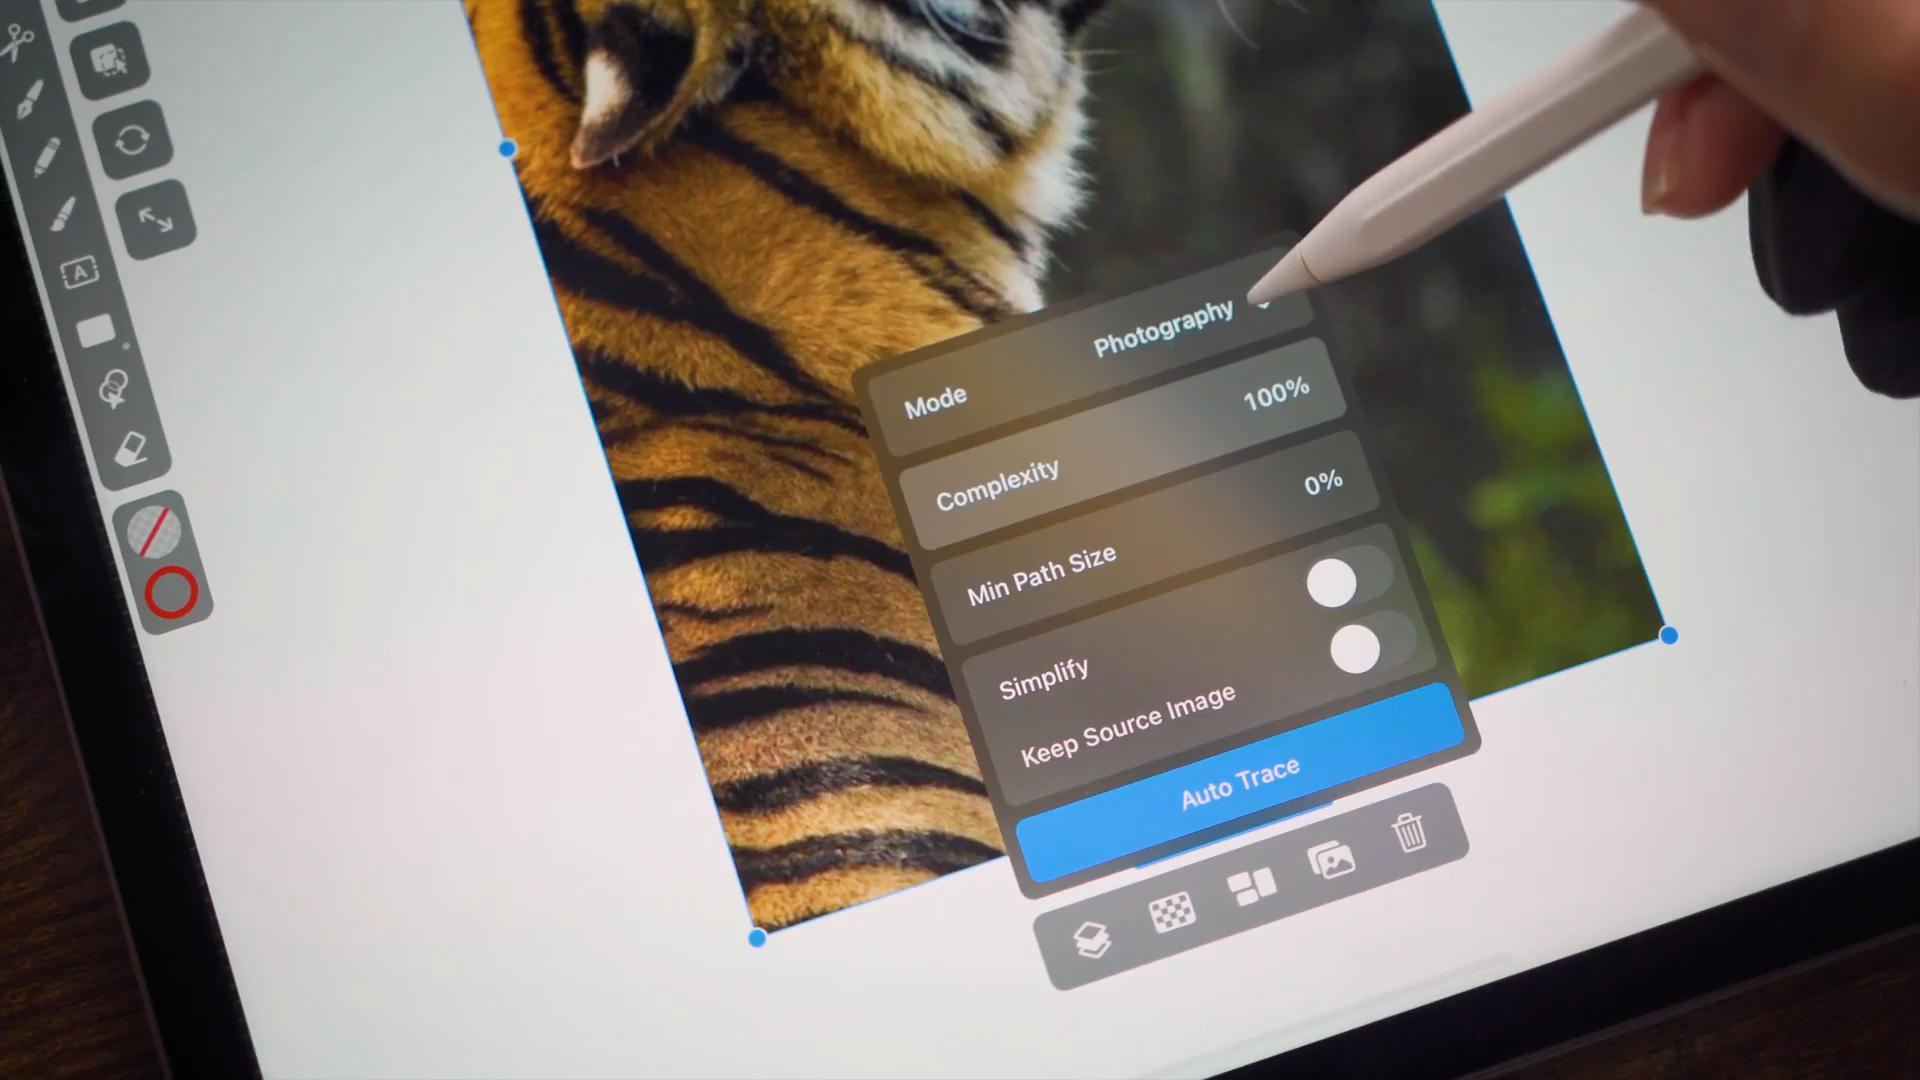 Mode Photography
Complexity 100%
Min Path Size 0%
Simplify
Keep Source Image
Auto Trace
A